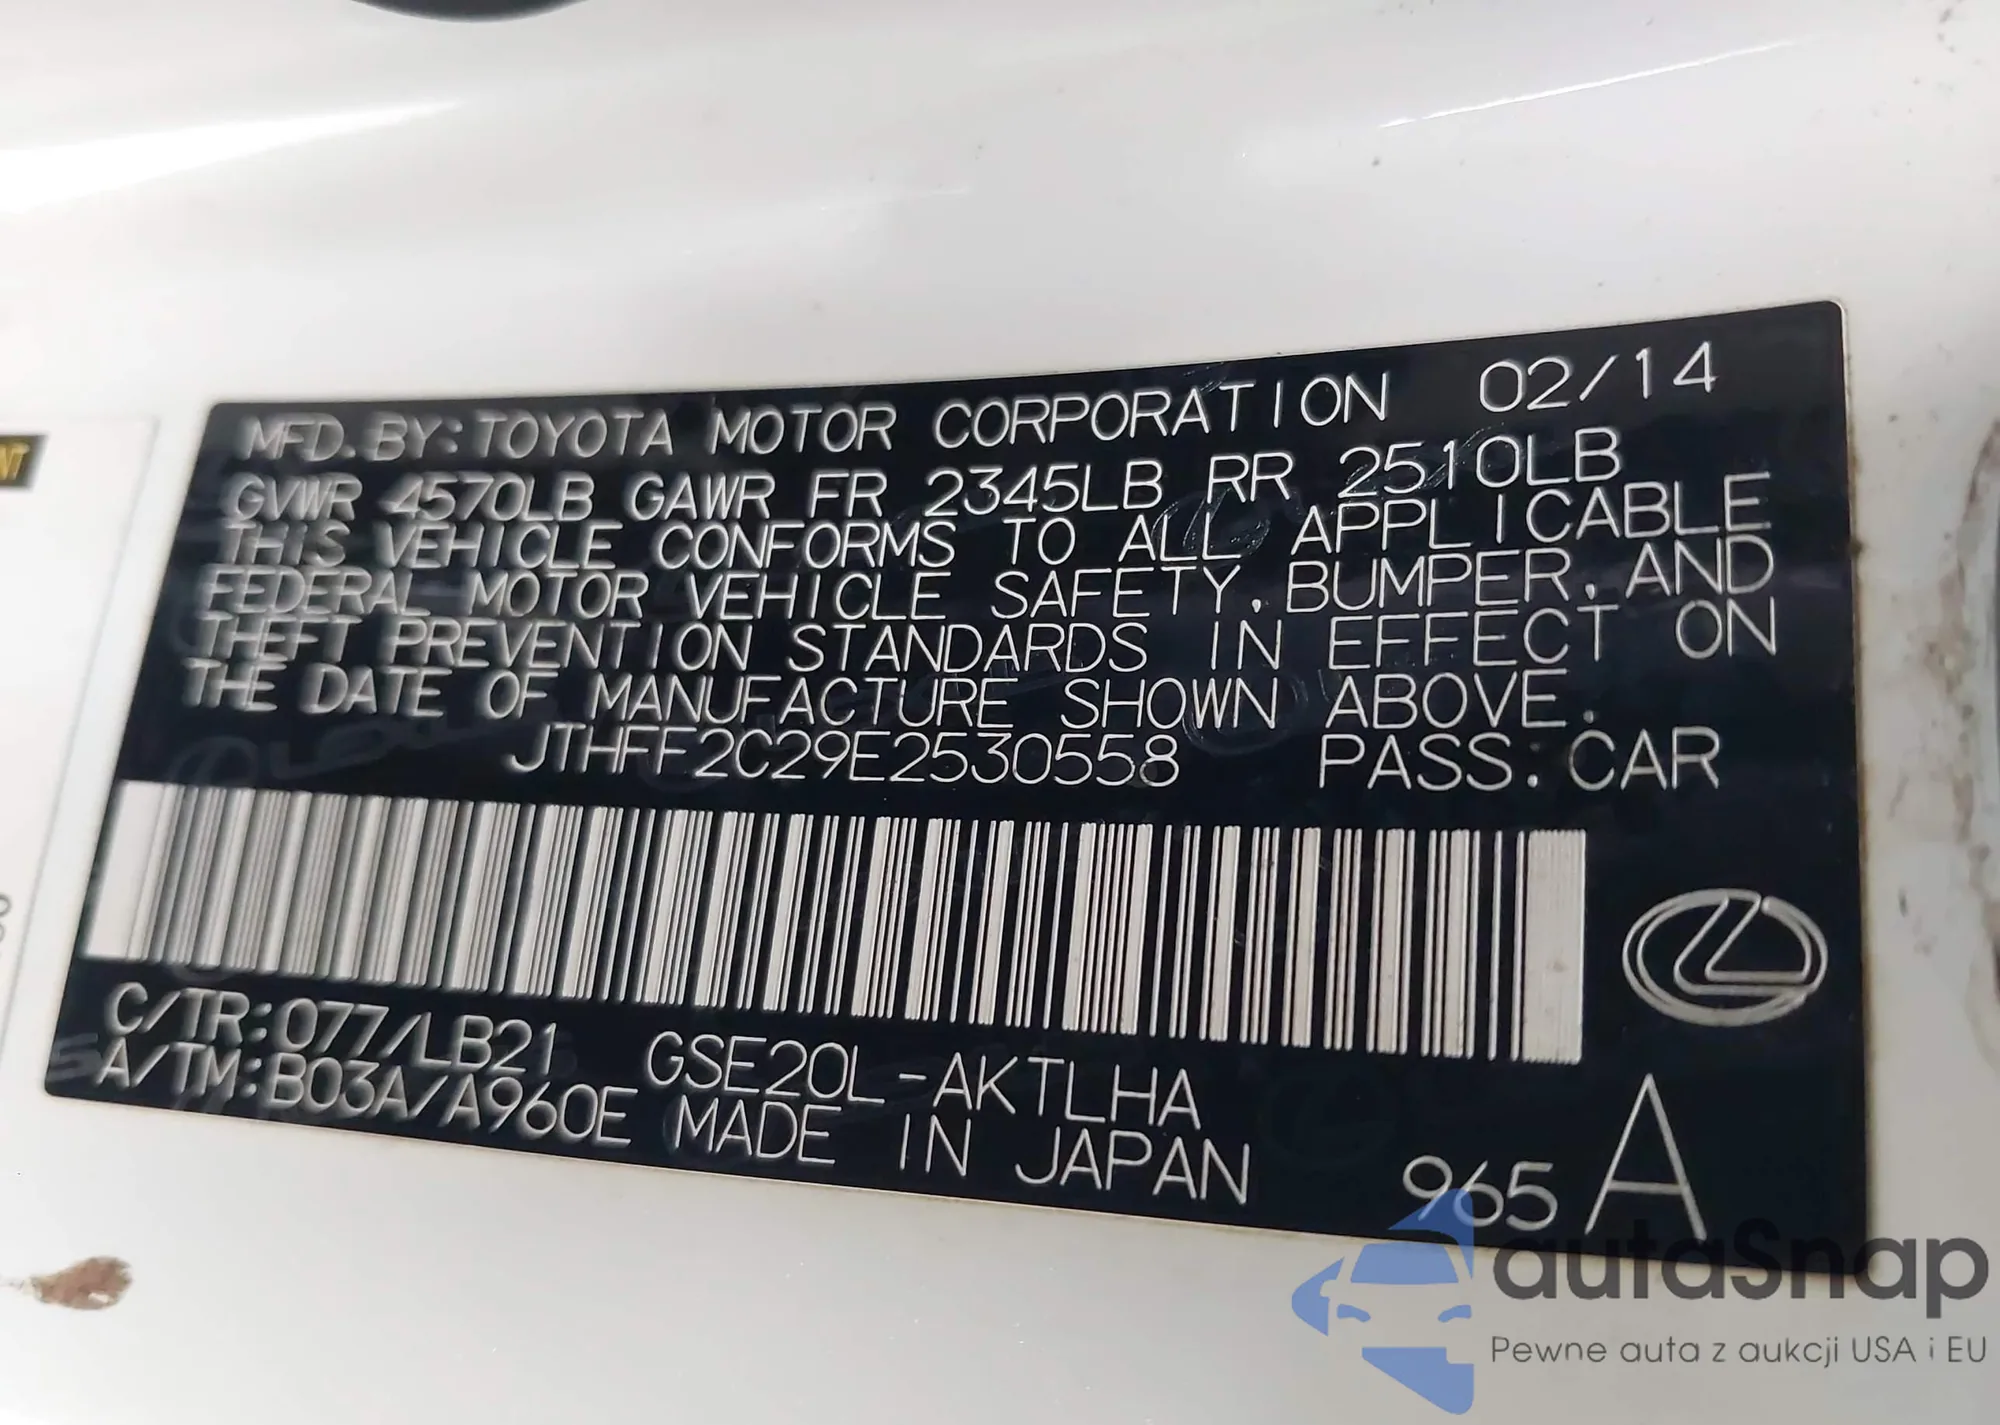 MFD. BY: TOYOTA MOTOR CORPORATION 02/14
GVWR 4570LB GAWR FR 2345LB RR 2510LB
THIS VEHICLE CONFORMS TO ALL APPLICABLE
FEDERAL MOTOR VEHICLE SAFETY, BUMPER, AND
THEFT PREVENTION STANDARDS IN EFFECT ON
THE DATE OF MANUFACTURE SHOWN ABOVE.
JTHFF2C29E2530558 PASS. CAR
C/TR: 077/LB21 GSE20L-AKTLHA
A/TM: B03A/A960E MADE IN JAPAN
965 A
autaSnap
Pewne auta z aukcji USA i EU